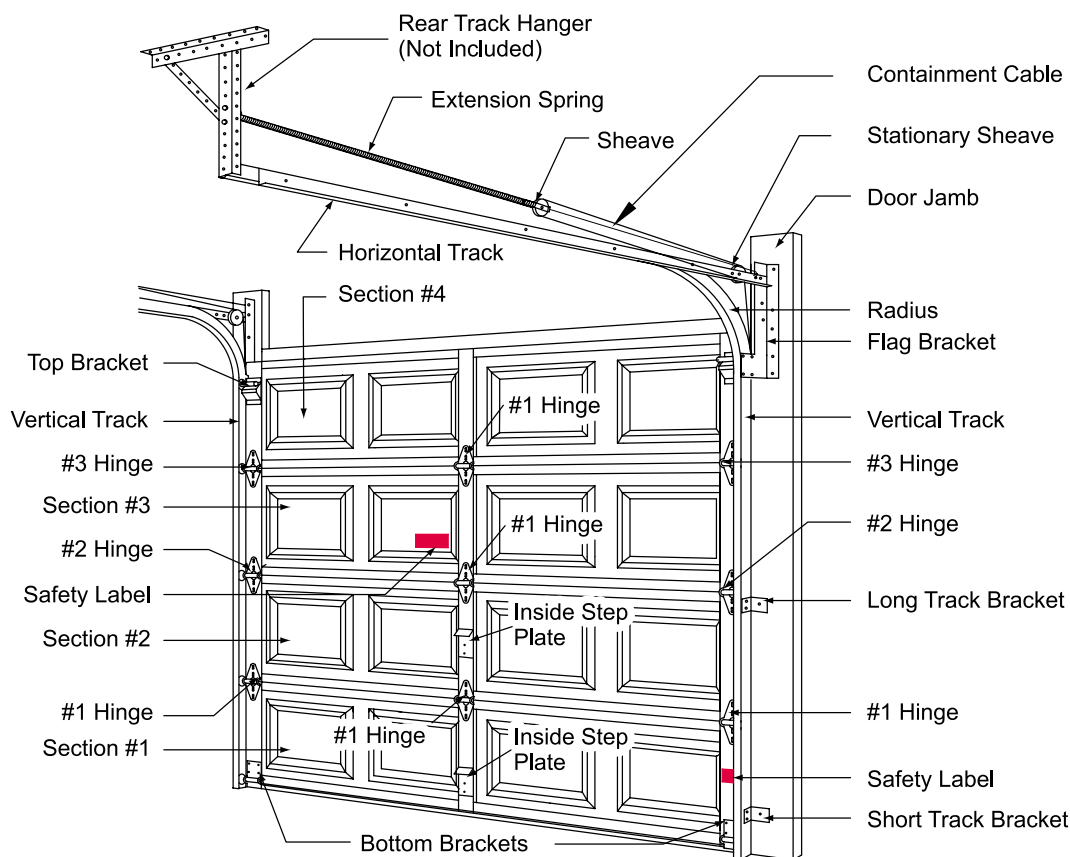 Rear Track Hanger
(Not Included)
Containment Cable
Extension Spring
Stationary Sheave
Sheave
Door Jamb
Horizontal Track
Section #4
Radius
Flag Bracket
Top Bracket
#1 Hinge
Vertical Track
Vertical Track
#3 Hinge
#3 Hinge
Section #3
#1 Hinge
#2 Hinge
#2 Hinge
Safety Label
Long Track Bracket
Inside Step
Plate
Section #2
#1 Hinge
#1 Hinge
#1 Hinge
Section #1
Inside Step
Plate
Safety Label
Short Track Bracket
Bottom Brackets